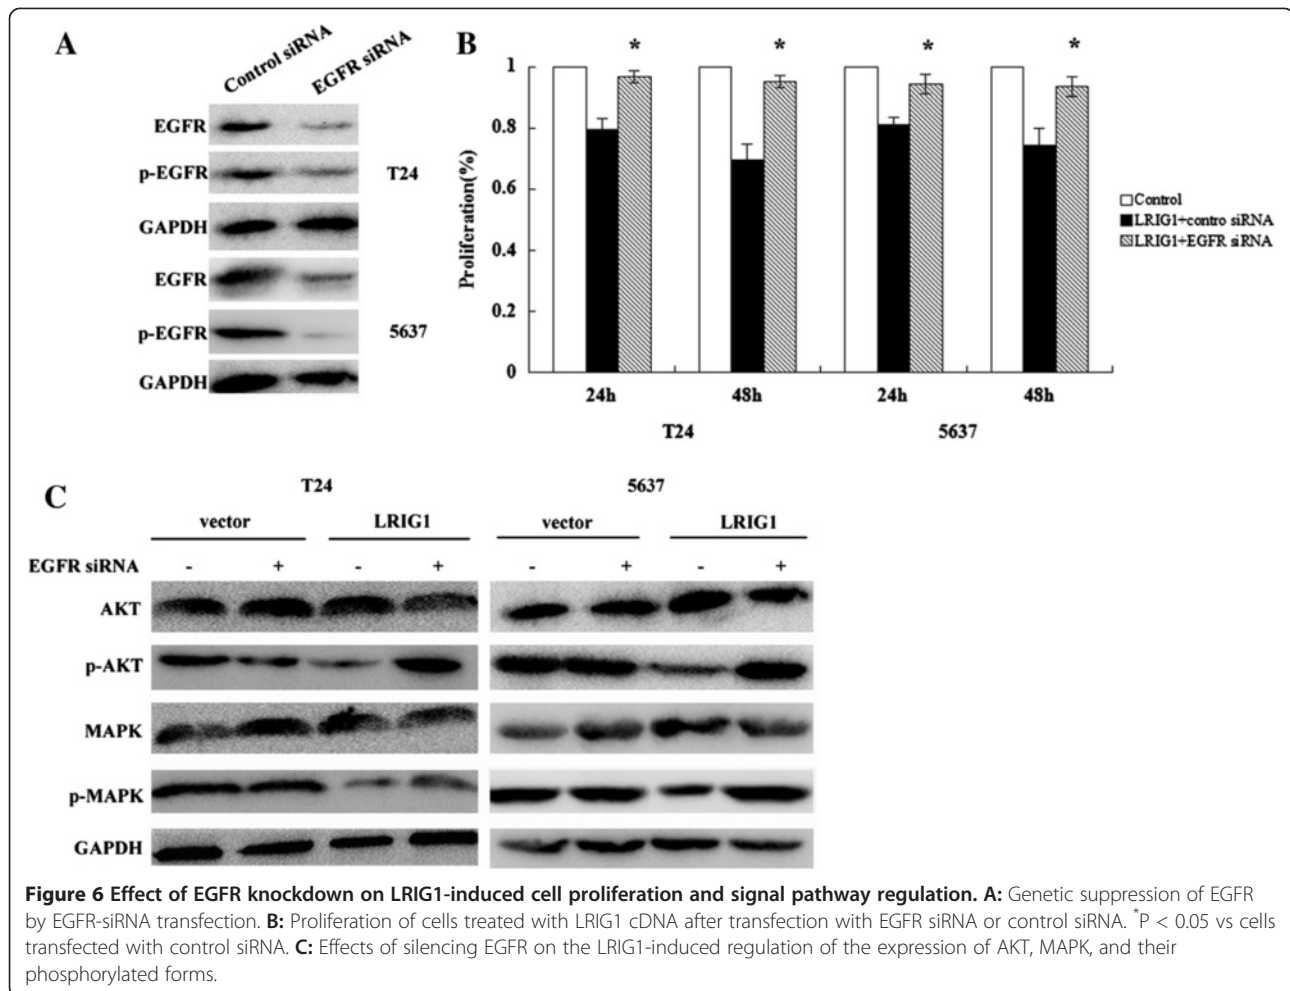 A
Control siRNA
EGFR siRNA
EGFR
p-EGFR
T24
GAPDH
EGFR
p-EGFR
5637
GAPDH
B
* * * *
1
0.8
0.6
0.4
0.2
0
Proliferation(%)
24h 48h 24h 48h
T24 5637
Control
LRIG1+contro siRNA
LRIG1+EGFR siRNA
C
T24 5637
vector LRIG1 vector LRIG1
EGFR siRNA - + - + - + - +
AKT
p-AKT
MAPK
p-MAPK
GAPDH
Figure 6 Effect of EGFR knockdown on LRIG1-induced cell proliferation and signal pathway regulation. A: Genetic suppression of EGFR
by EGFR-siRNA transfection. B: Proliferation of cells treated with LRIG1 cDNA after transfection with EGFR siRNA or control siRNA. *P < 0.05 vs cells
transfected with control siRNA. C: Effects of silencing EGFR on the LRIG1-induced regulation of the expression of AKT, MAPK, and their
phosphorylated forms.